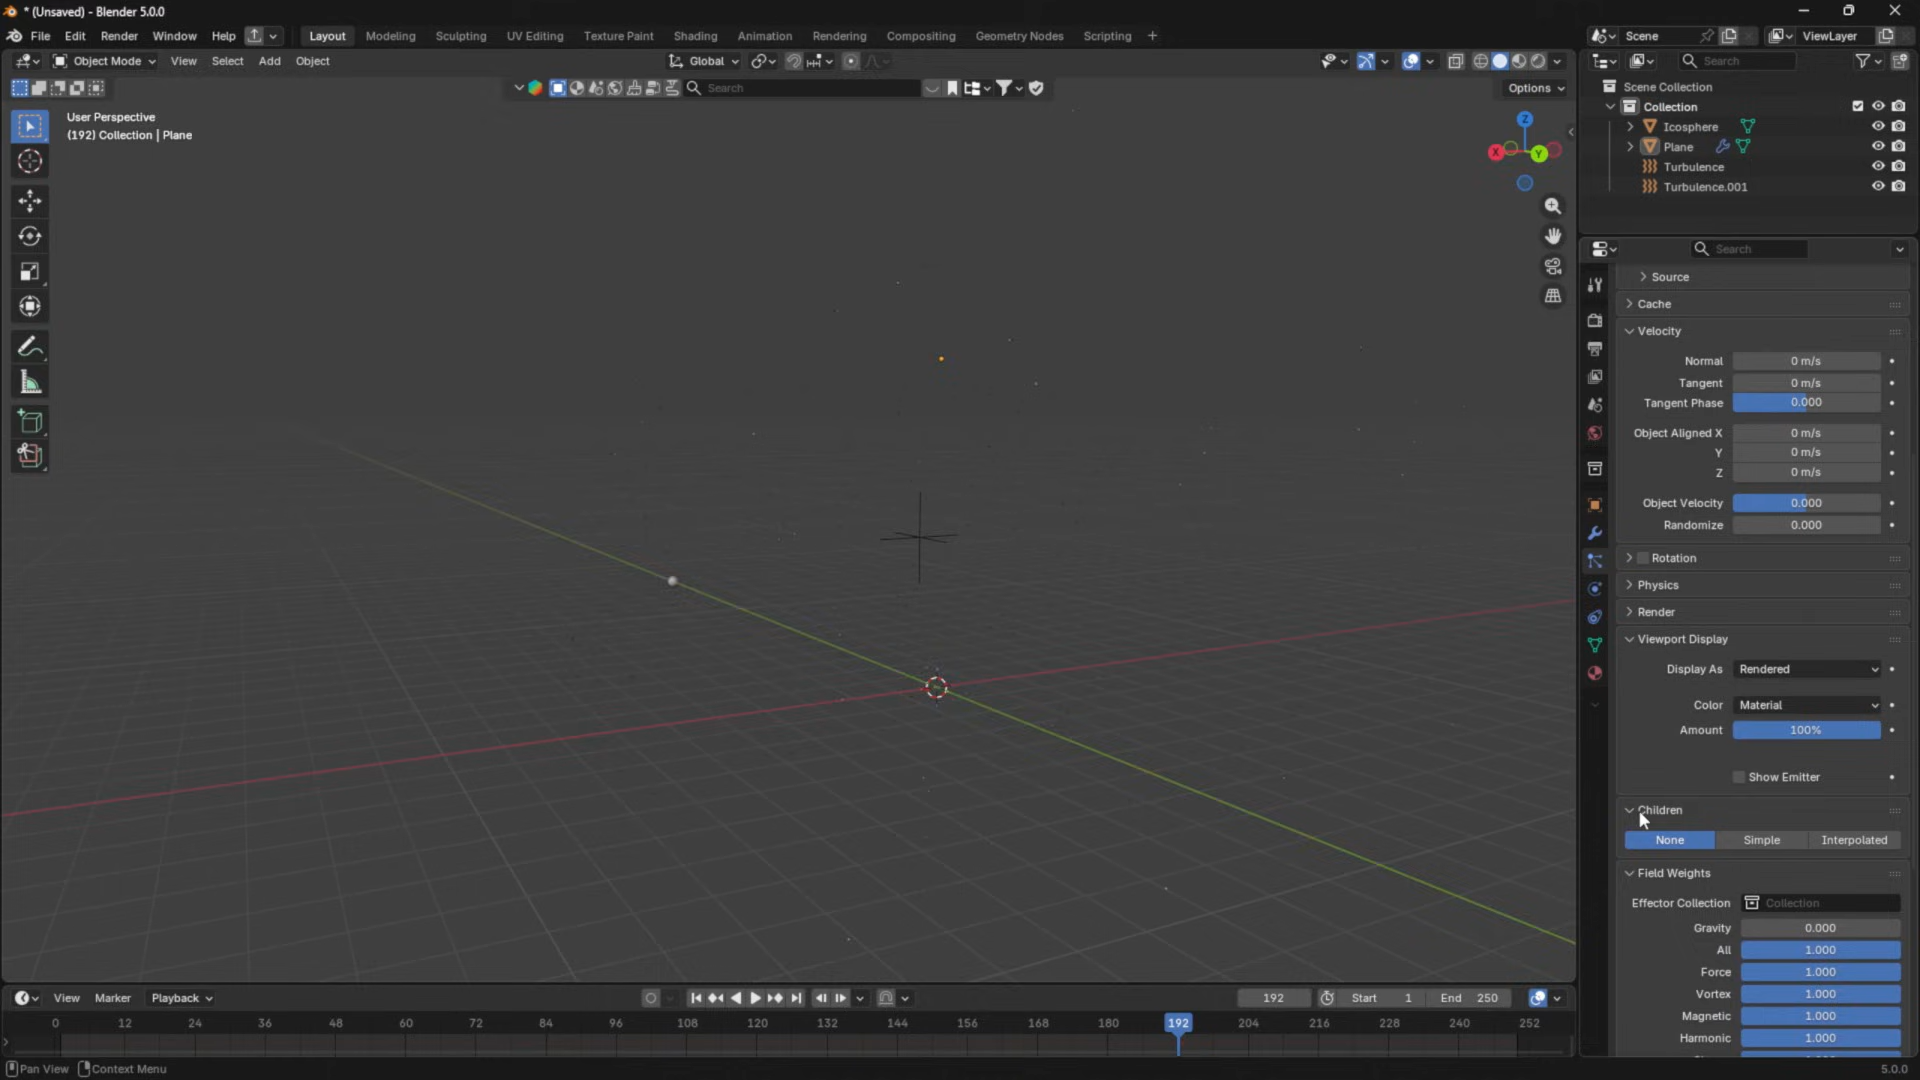 * (Unsaved) - Blender 5.0.0
File Edit Render Window Help Layout Modeling Sculpting UV Editing Texture Paint Shading Animation Rendering Compositing Geometry Nodes Scripting + Scene ViewLayer
Object Mode View Select Add Object Global Search
Search Options
User Perspective
(192) Collection | Plane
Z
X Y
Scene Collection
Collection
Icosphere
Plane
Turbulence
Turbulence.001
Search
Source
Cache
Velocity
Normal 0 m/s
Tangent 0 m/s
Tangent Phase 0.000
Object Aligned X 0 m/s
Y 0 m/s
Z 0 m/s
Object Velocity 0.000
Randomize 0.000
Rotation
Physics
Render
Viewport Display
Display As Rendered
Color Material
Amount 100%
Show Emitter
Children
None Simple Interpolated
Field Weights
Effector Collection Collection
Gravity 0.000
All 1.000
Force 1.000
Vortex 1.000
Magnetic 1.000
Harmonic 1.000
View Marker Playback 192 Start 1 End 250
0 12 24 36 48 60 72 84 96 108 120 132 144 156 168 180 192 204 216 228 240 252
Pan View Context Menu 5.0.0